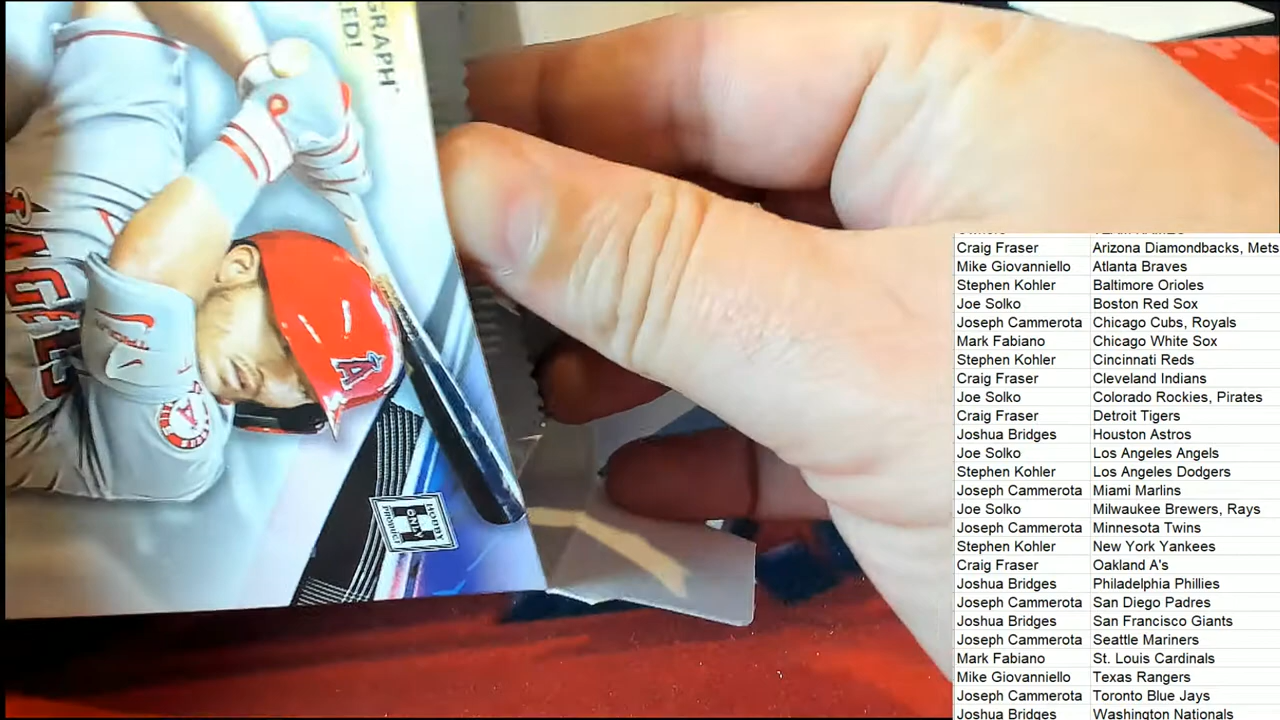 GRAPH
ED!
ANGELS
A
A
HOBBY
ONLY
PRODUCT
Craig Fraser Arizona Diamondbacks, Mets
Mike Giovanniello Atlanta Braves
Stephen Kohler Baltimore Orioles
Joe Solko Boston Red Sox
Joseph Cammerota Chicago Cubs, Royals
Mark Fabiano Chicago White Sox
Stephen Kohler Cincinnati Reds
Craig Fraser Cleveland Indians
Joe Solko Colorado Rockies, Pirates
Craig Fraser Detroit Tigers
Joshua Bridges Houston Astros
Joe Solko Los Angeles Angels
Stephen Kohler Los Angeles Dodgers
Joseph Cammerota Miami Marlins
Joe Solko Milwaukee Brewers, Rays
Joseph Cammerota Minnesota Twins
Stephen Kohler New York Yankees
Craig Fraser Oakland A's
Joshua Bridges Philadelphia Phillies
Joseph Cammerota San Diego Padres
Joshua Bridges San Francisco Giants
Joseph Cammerota Seattle Mariners
Mark Fabiano St. Louis Cardinals
Mike Giovanniello Texas Rangers
Joseph Cammerota Toronto Blue Jays
Joshua Bridges Washington Nationals